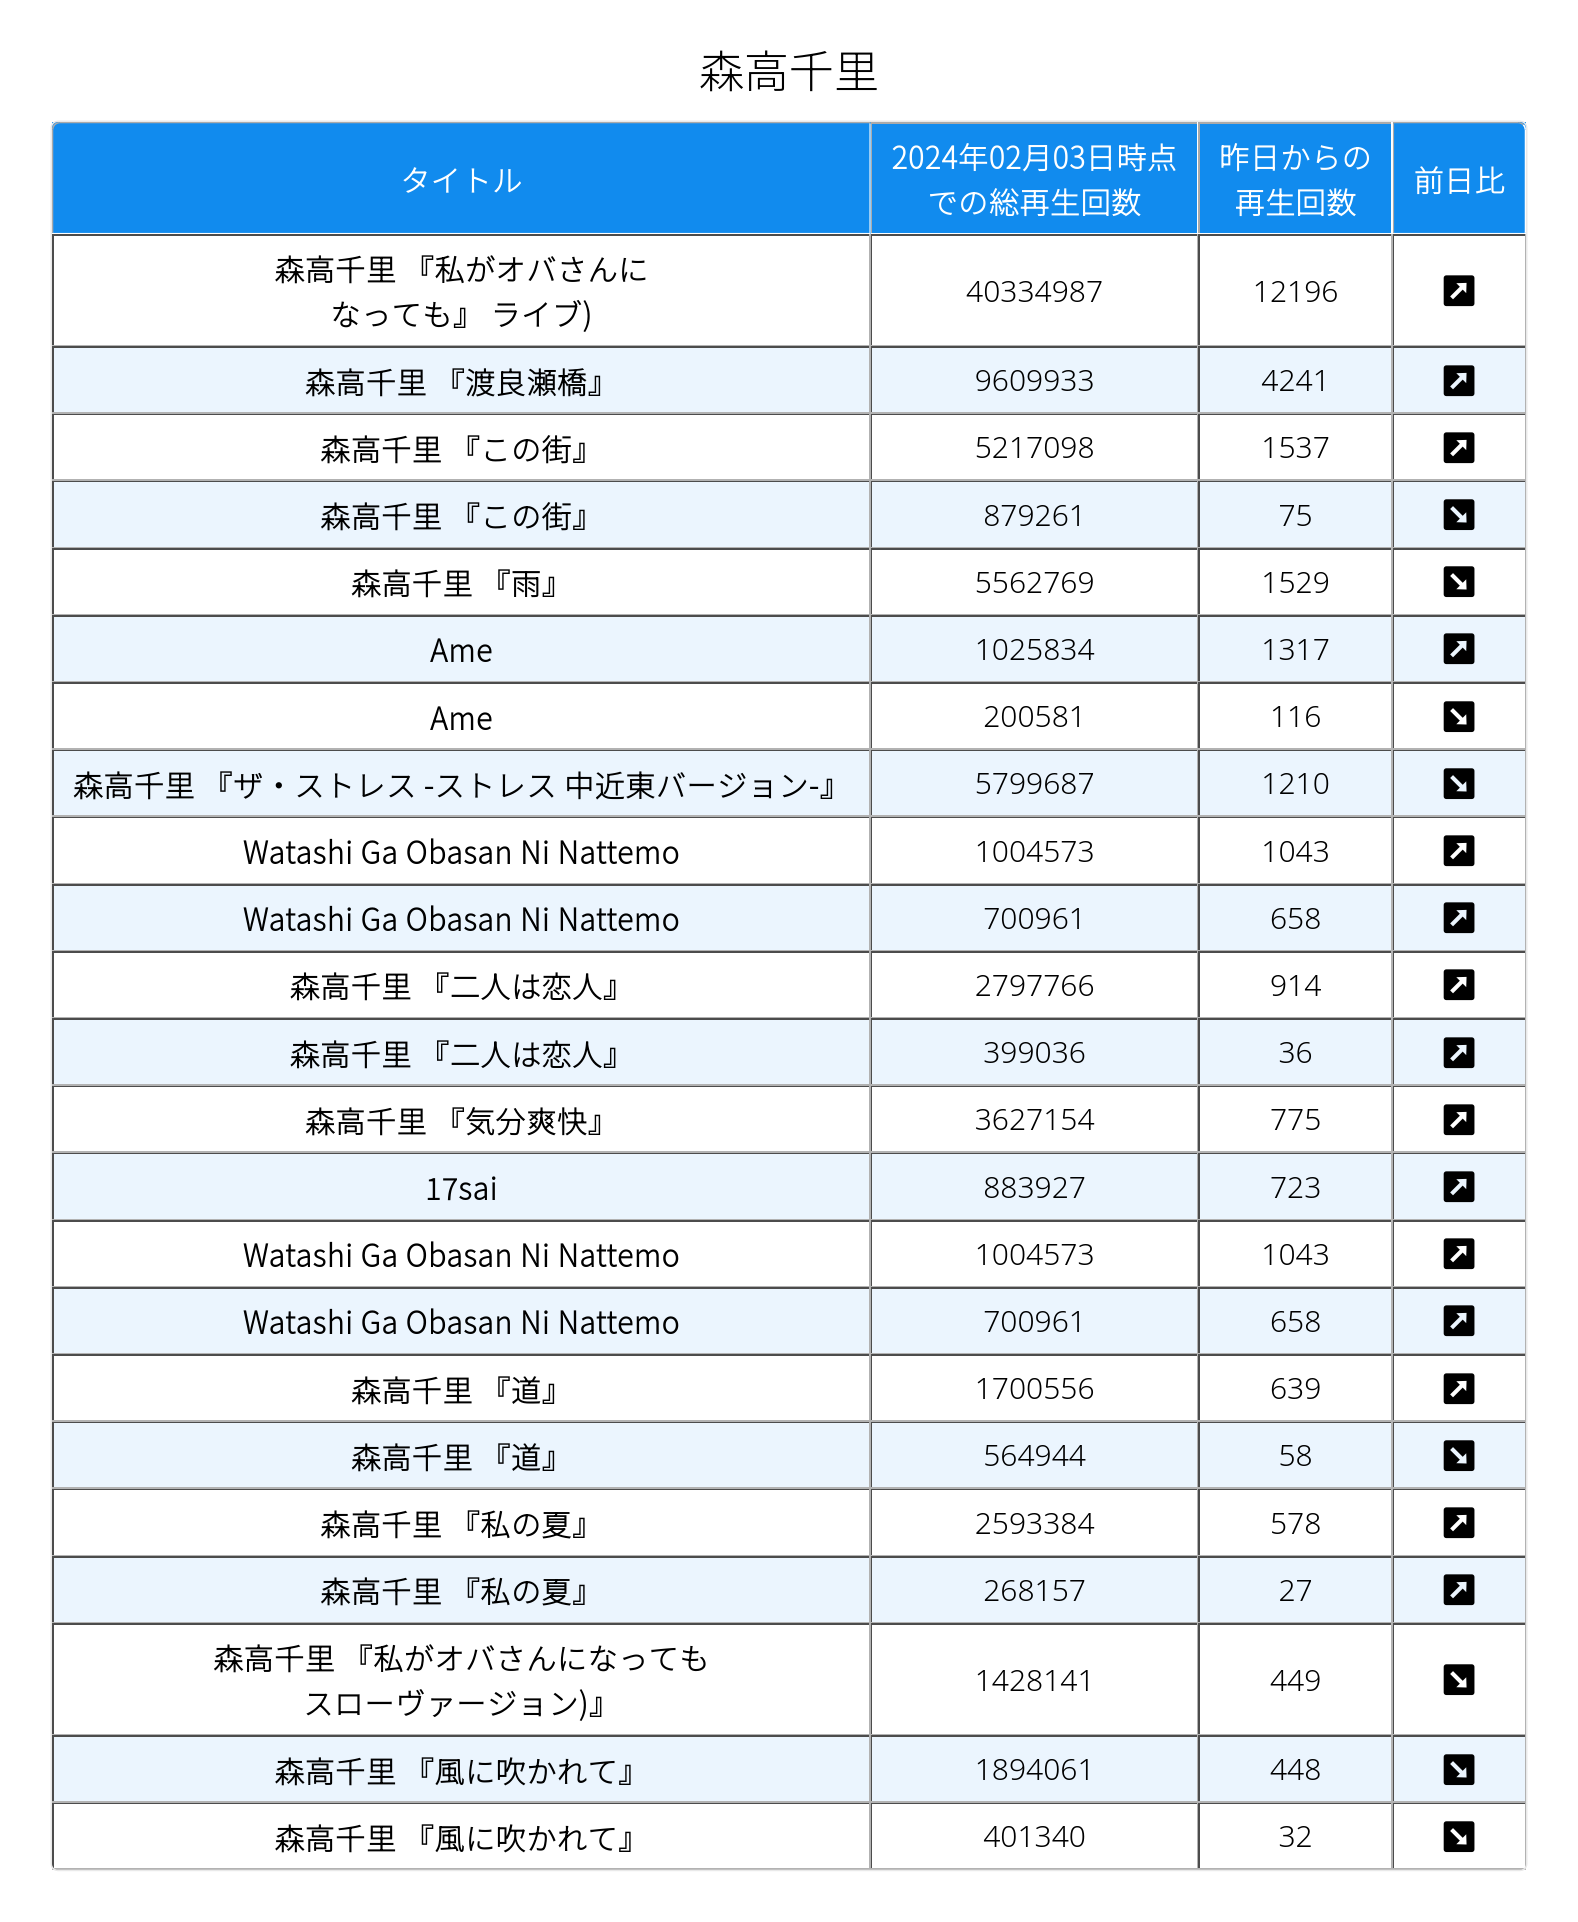 森高千里
タイトル 2024年02月03日時点 昨日からの 前日比
での総再生回数 再生回数
森高千里 『私がオバさんに
なっても』 ライブ) 40334987 12196
森高千里 『渡良瀬橋』 9609933 4241
森高千里 『この街』 5217098 1537
森高千里 『この街』 879261 75
森高千里 『雨』 5562769 1529
Ame 1025834 1317
Ame 200581 116
森高千里 『ザ・ストレス -ストレス 中近東バージョン-』 5799687 1210
Watashi Ga Obasan Ni Nattemo 1004573 1043
Watashi Ga Obasan Ni Nattemo 700961 658
森高千里 『二人は恋人』 2797766 914
森高千里 『二人は恋人』 399036 36
森高千里 『気分爽快』 3627154 775
17sai 883927 723
Watashi Ga Obasan Ni Nattemo 1004573 1043
Watashi Ga Obasan Ni Nattemo 700961 658
森高千里 『道』 1700556 639
森高千里 『道』 564944 58
森高千里 『私の夏』 2593384 578
森高千里 『私の夏』 268157 27
森高千里 『私がオバさんになっても
スローヴァージョン)』 1428141 449
森高千里 『風に吹かれて』 1894061 448
森高千里 『風に吹かれて』 401340 32